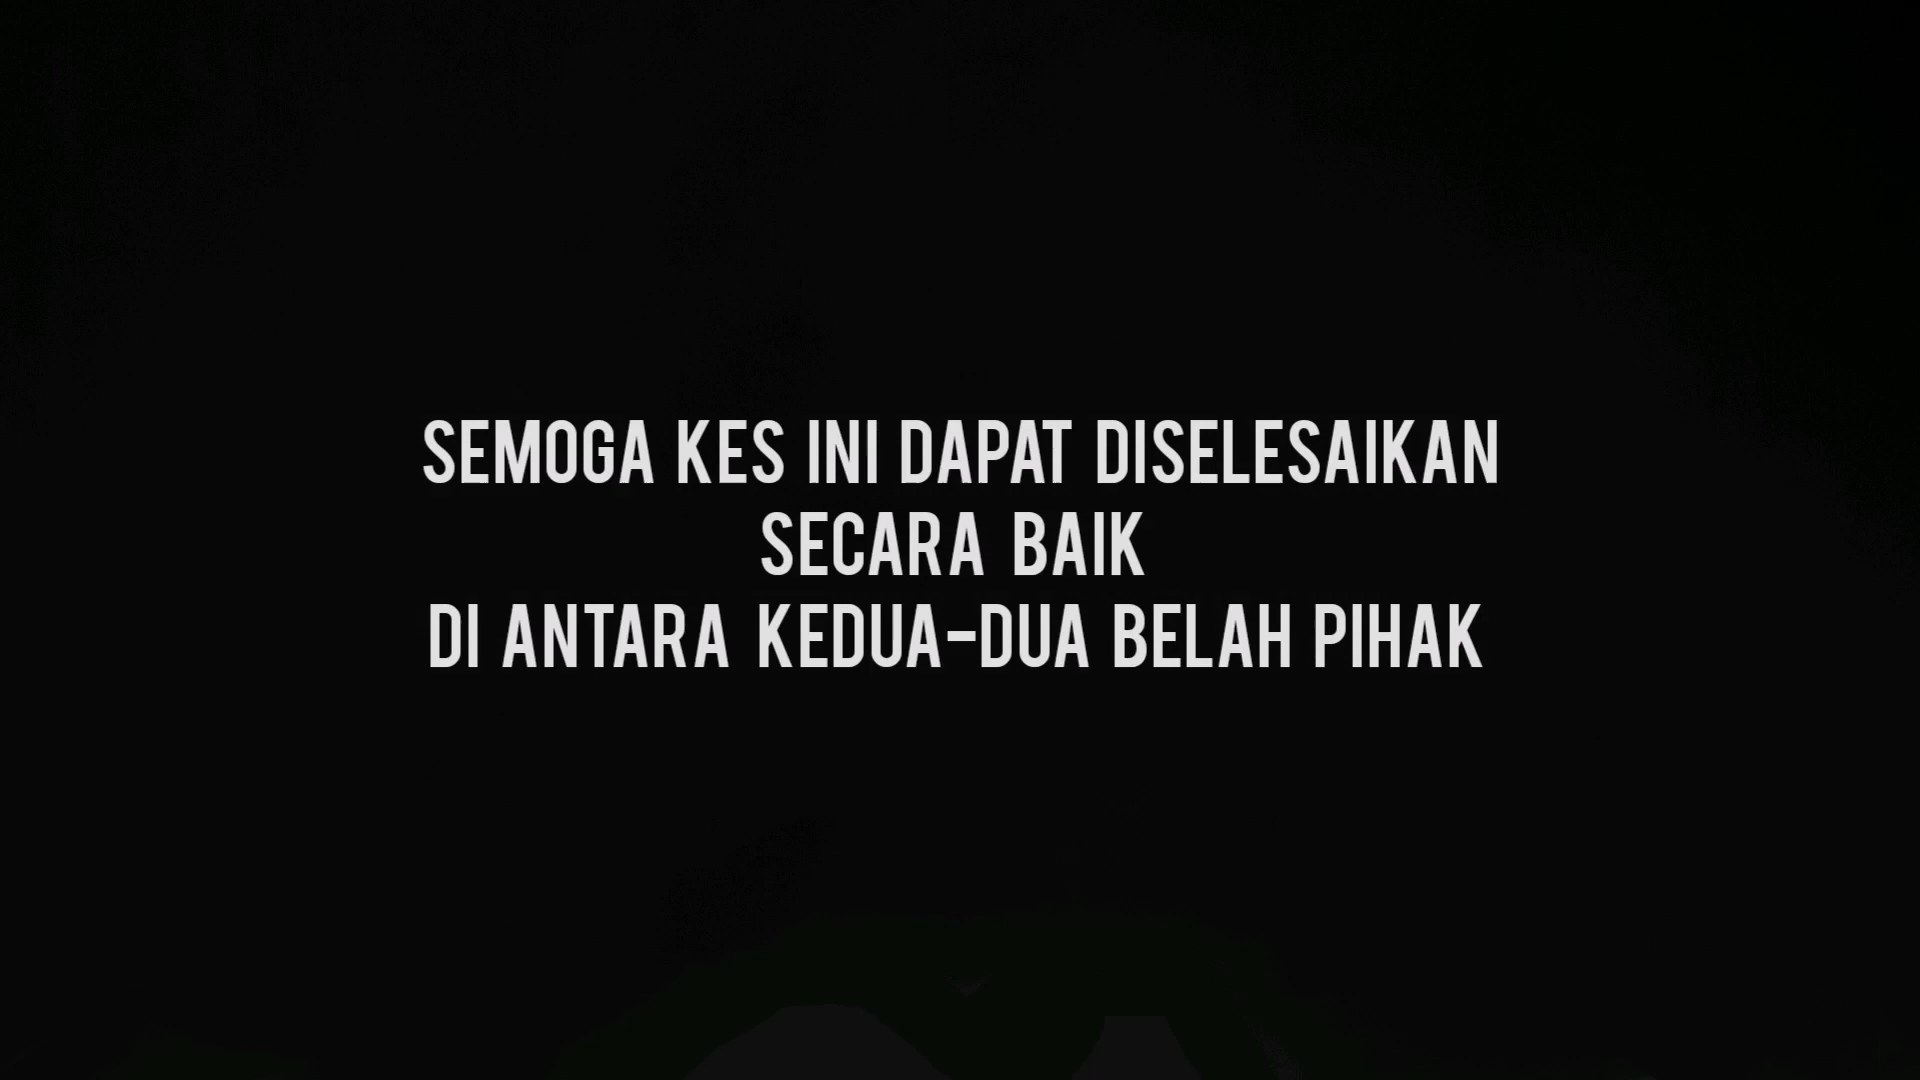 SEMOGA KES INI DAPAT DISELESAIKAN
SECARA BAIK
DI ANTARA KEDUA-DUA BELAH PIHAK